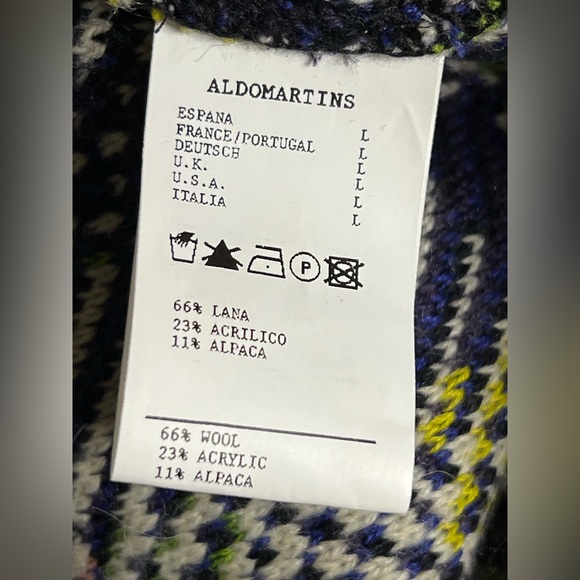 ALDOMARTINS
ESPANA L
FRANCE/PORTUGAL L
DEUTSCH L
U.K. L
U.S.A. L
ITALIA L
P
66% LANA
23% ACRILICO
11% ALPACA
66% WOOL
23% ACRYLIC
11% ALPACA